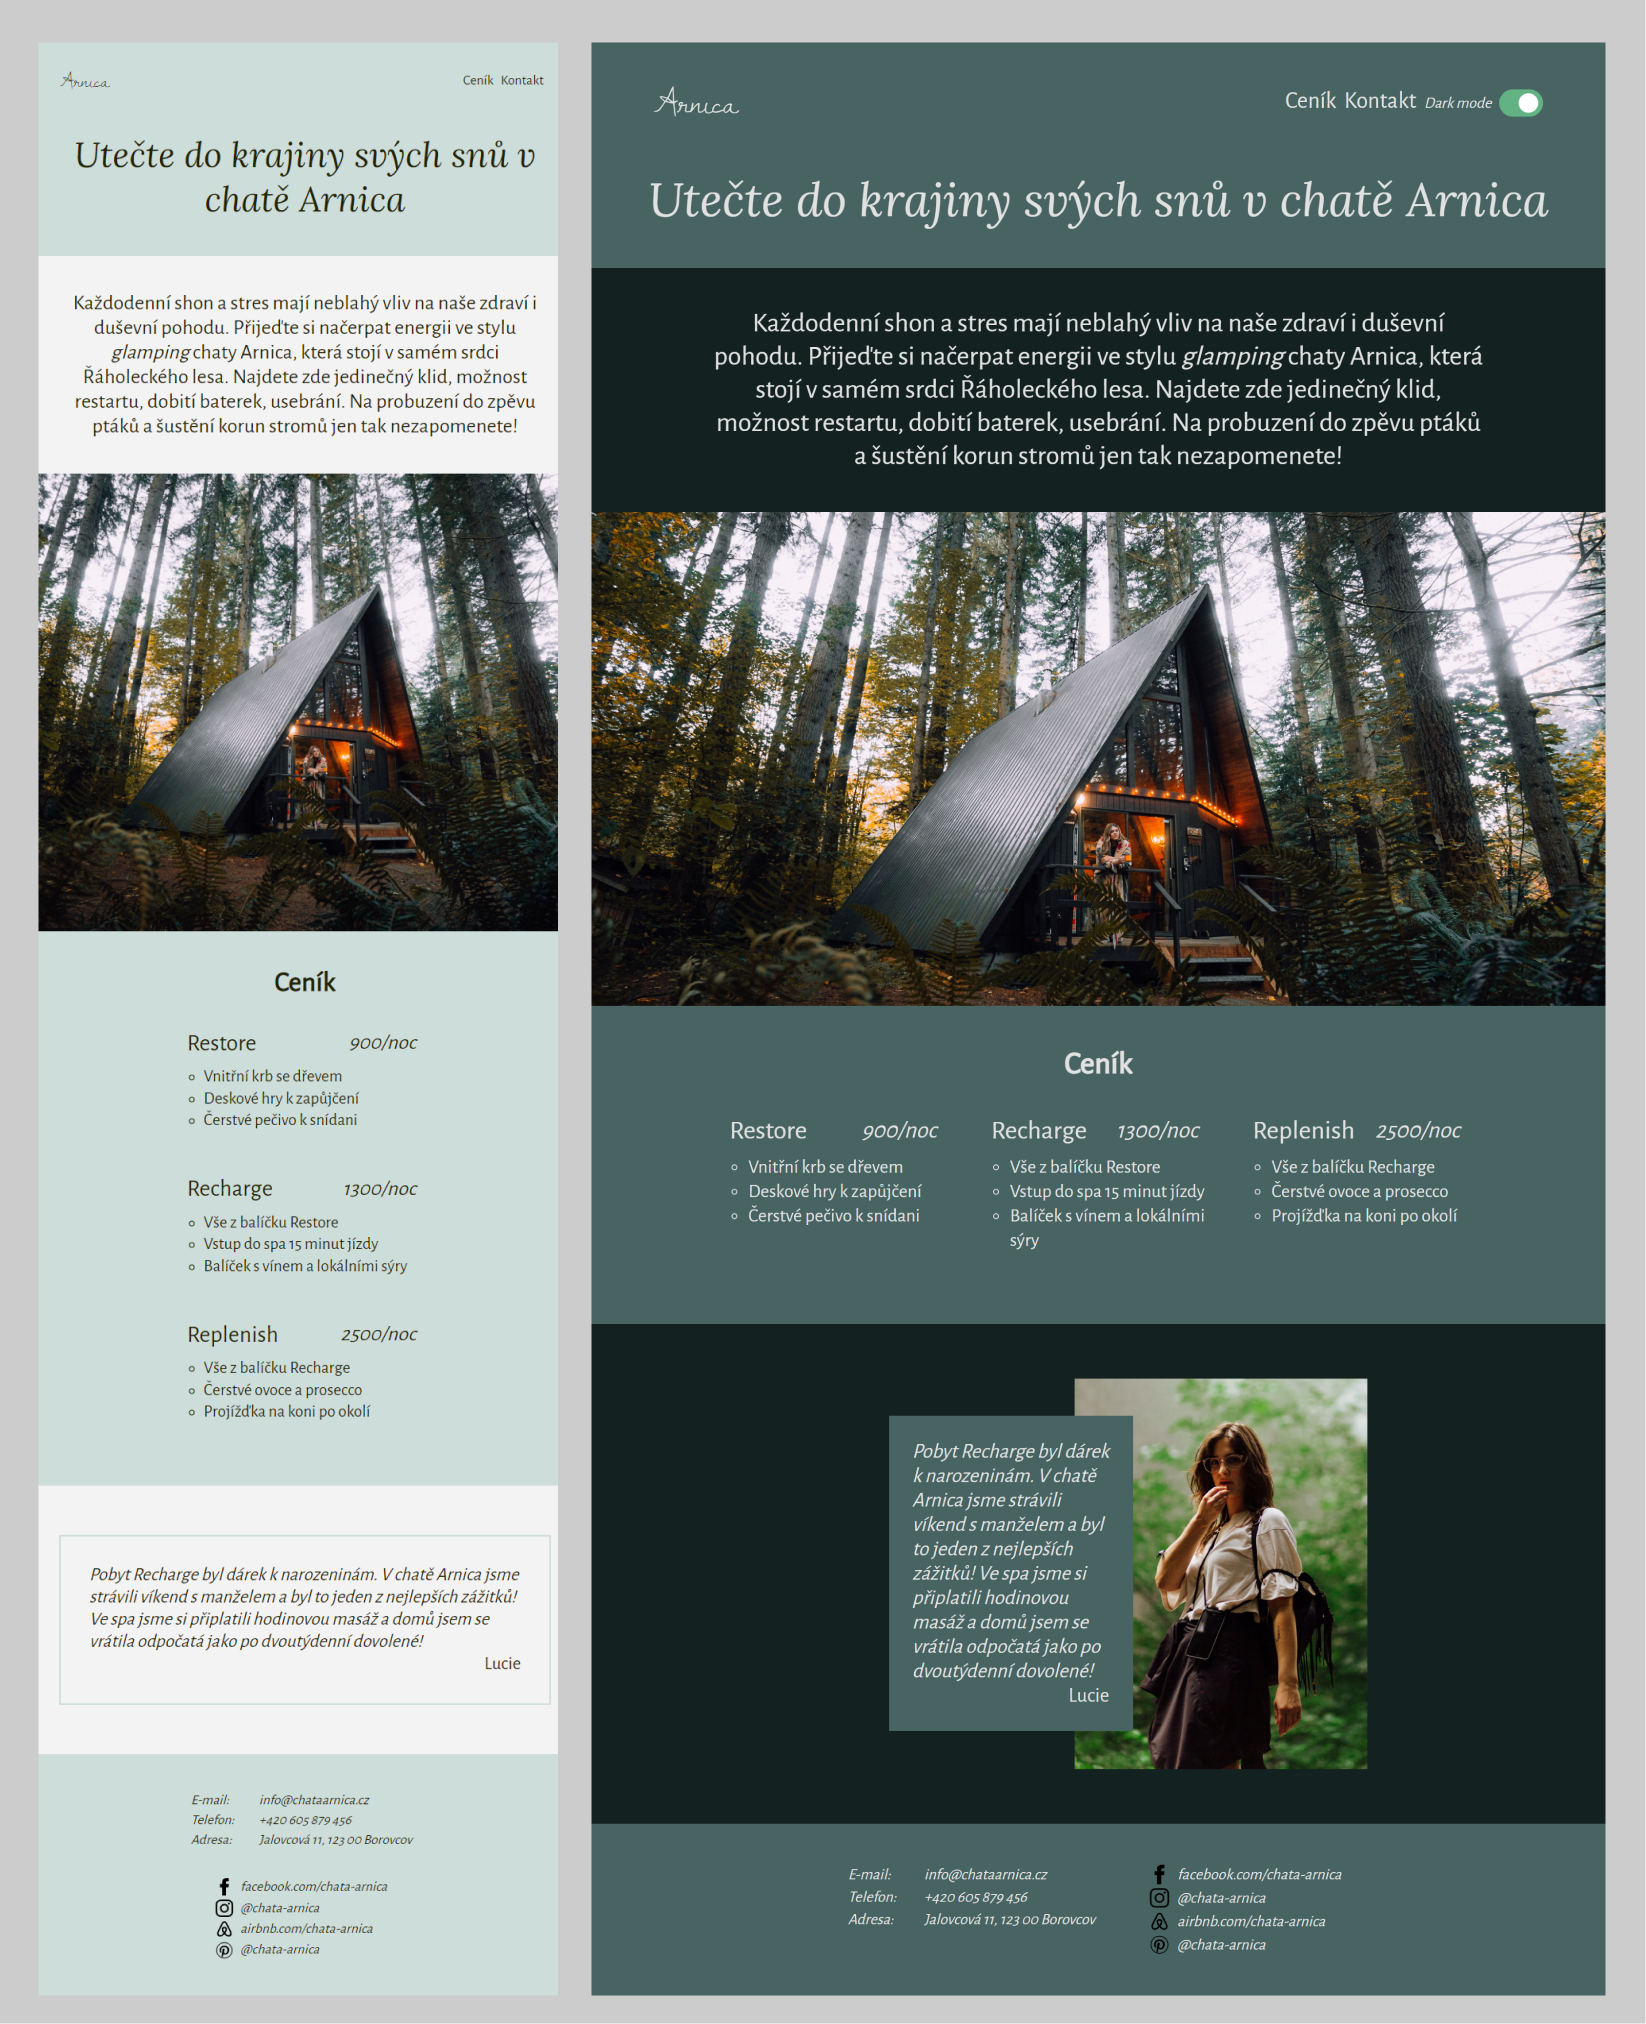 Arnica
Ceník Kontakt
Utečte do krajiny svých snů v
chatě Arnica
Každodenní shon a stres mají neblahý vliv na naše zdraví i
duševní pohodu. Přijeďte si načerpat energii ve stylu
glamping chaty Arnica, která stojí v samém srdci
Řáholeckého lesa. Najdete zde jedinečný klid, možnost
restartu, dobití baterek, usebrání. Na probuzení do zpěvu
ptáků a šustění korun stromů jen tak nezapomenete!
Ceník
Restore 900/noc
Vnitřní krb se dřevem
Deskové hry k zapůjčení
Čerstvé pečivo k snídani
Recharge 1300/noc
Vše z balíčku Restore
Vstup do spa 15 minut jízdy
Balíček s vínem a lokálními sýry
Replenish 2500/noc
Vše z balíčku Recharge
Čerstvé ovoce a prosecco
Projížďka na koni po okolí
Pobyt Recharge byl dárek k narozeninám. V chatě Arnica jsme
strávili víkend s manželem a byl to jeden z nejlepších zážitků!
Ve spa jsme si připlatili hodinovou masáž a domů jsem se
vrátila odpočatá jako po dvoutýdenní dovolené!
Lucie
E-mail: info@chataarnica.cz
Telefon: +420 605 879 456
Adresa: Jalovcová 11, 123 00 Borovcov
facebook.com/chata-arnica
@chata-arnica
airbnb.com/chata-arnica
@chata-arnica
Arnica
Ceník Kontakt Dark mode
Utečte do krajiny svých snů v chatě Arnica
Každodenní shon a stres mají neblahý vliv na naše zdraví i duševní
pohodu. Přijeďte si načerpat energii ve stylu glamping chaty Arnica, která
stojí v samém srdci Řáholeckého lesa. Najdete zde jedinečný klid,
možnost restartu, dobití baterek, usebrání. Na probuzení do zpěvu ptáků
a šustění korun stromů jen tak nezapomenete!
Ceník
Restore 900/noc
Vnitřní krb se dřevem
Deskové hry k zapůjčení
Čerstvé pečivo k snídani
Recharge 1300/noc
Vše z balíčku Restore
Vstup do spa 15 minut jízdy
Balíček s vínem a lokálními
sýry
Replenish 2500/noc
Vše z balíčku Recharge
Čerstvé ovoce a prosecco
Projížďka na koni po okolí
Pobyt Recharge byl dárek
k narozeninám. V chatě
Arnica jsme strávili
víkend s manželem a byl
to jeden z nejlepších
zážitků! Ve spa jsme si
připlatili hodinovou
masáž a domů jsem se
vrátila odpočatá jako po
dvoutýdenní dovolené!
Lucie
E-mail: info@chataarnica.cz
Telefon: +420 605 879 456
Adresa: Jalovcová 11, 123 00 Borovcov
facebook.com/chata-arnica
@chata-arnica
airbnb.com/chata-arnica
@chata-arnica